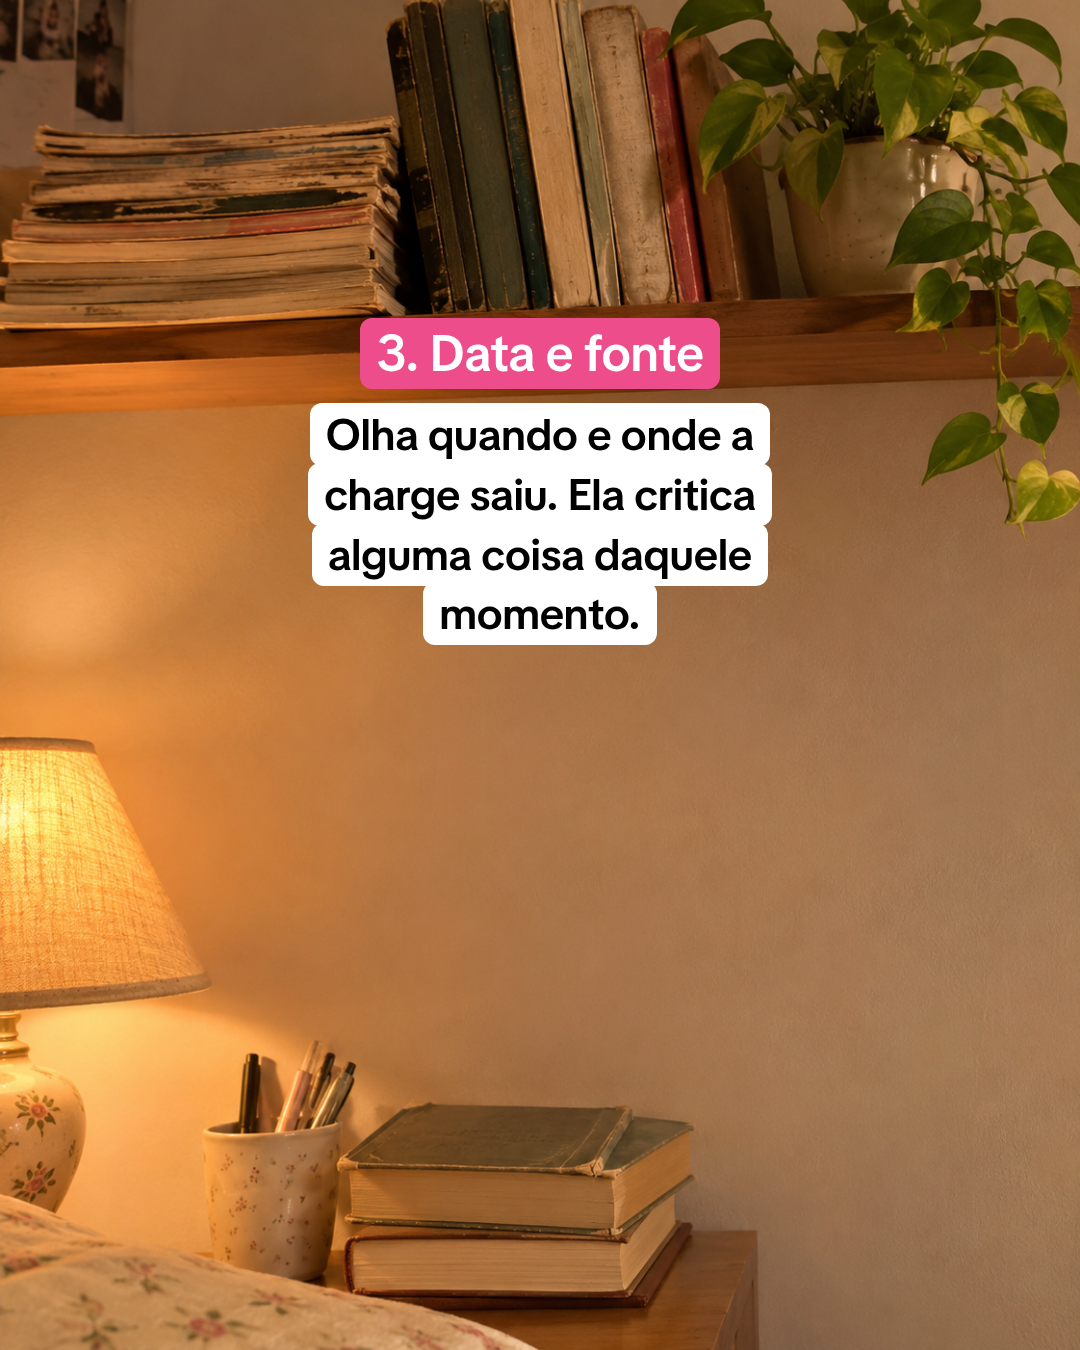 3. Data e fonte
Olha quando e onde a
charge saiu. Ela critica
alguma coisa daquele
momento.